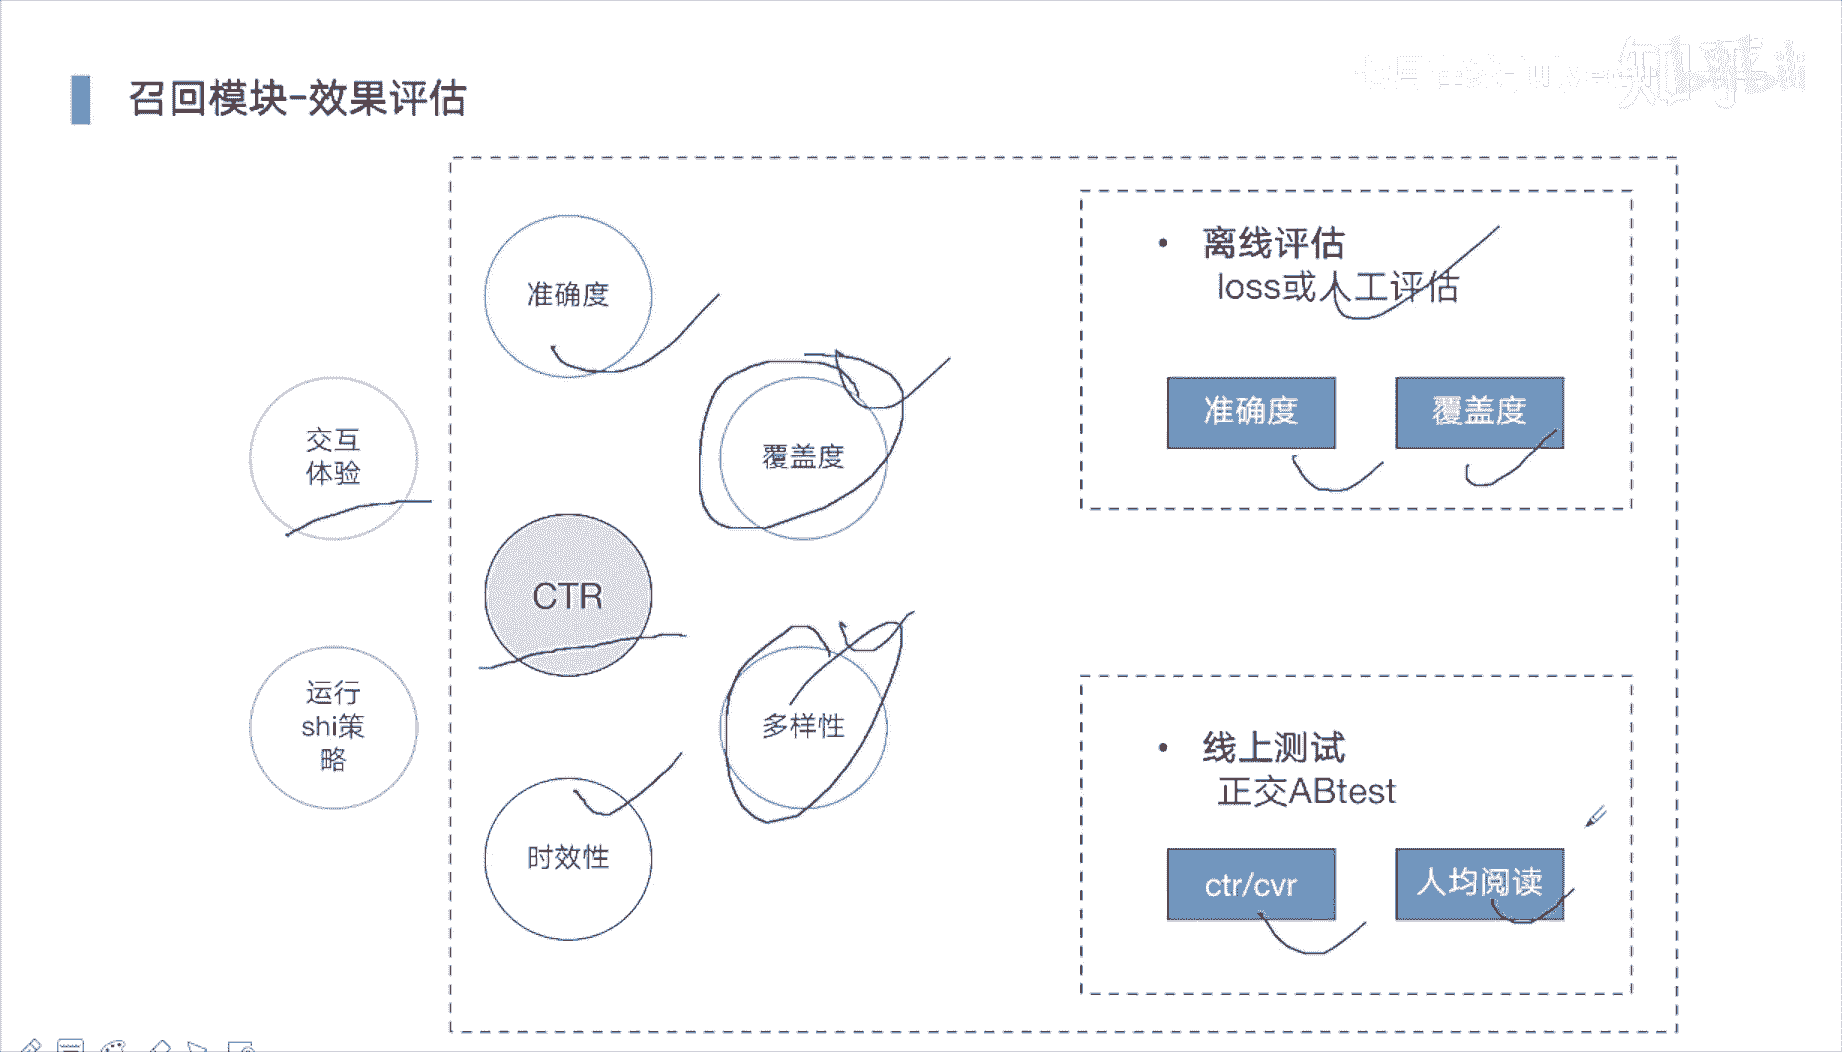 召回模块-效果评估
知乎
准确度
交互
体验
覆盖度
CTR
运行
shi策
略
多样性
时效性
• 离线评估
loss或人工评估
准确度
覆盖度
• 线上测试
正交ABtest
ctr/cvr
人均阅读